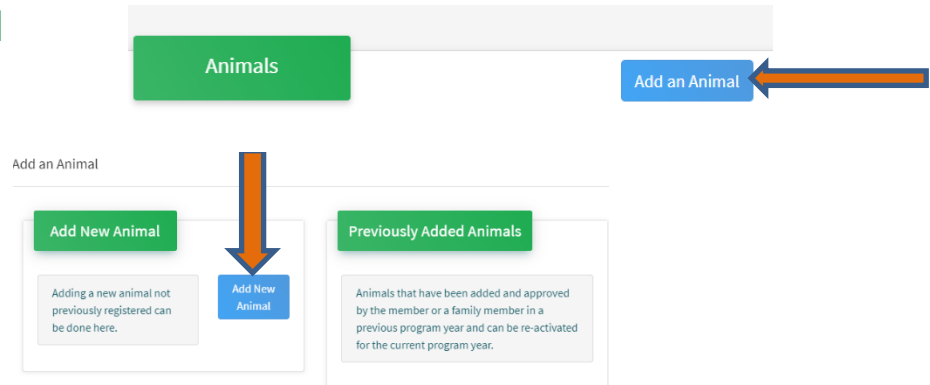 Animals
Add an Animal
Add an Animal
Add New Animal
Adding a new animal not
previously registered can
be done here.
Add New
Animal
Previously Added Animals
Animals that have been added and approved
by the member or a family member in a
previous program year and can be re-activated
for the current program year.